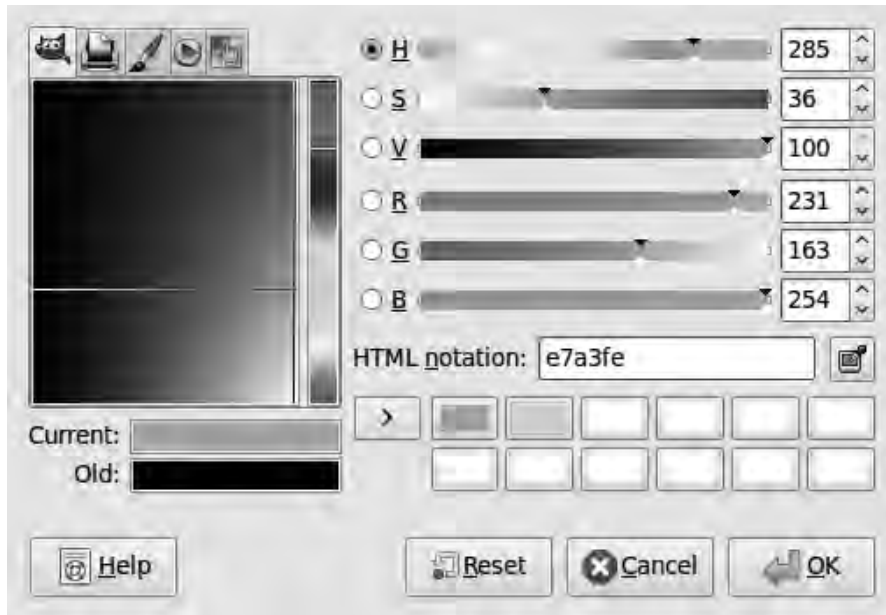 H 285
S 36
V 100
R 231
G 163
B 254
HTML notation: e7a3fe
>
Current:
Old:
Help
Reset
Cancel
OK